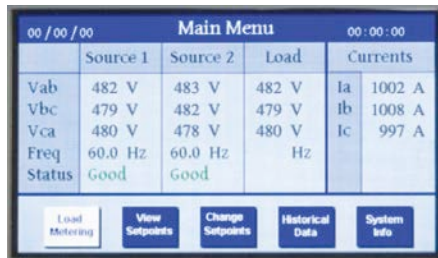 00 / 00 / 00 Main Menu 00 : 00 : 00
Source 1 Source 2 Load Currents
Vab 482 V 483 V 482 V Ia 1002 A
Vbc 479 V 482 V 479 V Ib 1008 A
Vca 480 V 478 V 480 V Ic 997 A
Freq 60.0 Hz 60.0 Hz Hz
Status Good Good
Load Metering View Setpoints Change Setpoints Historical Data System Info